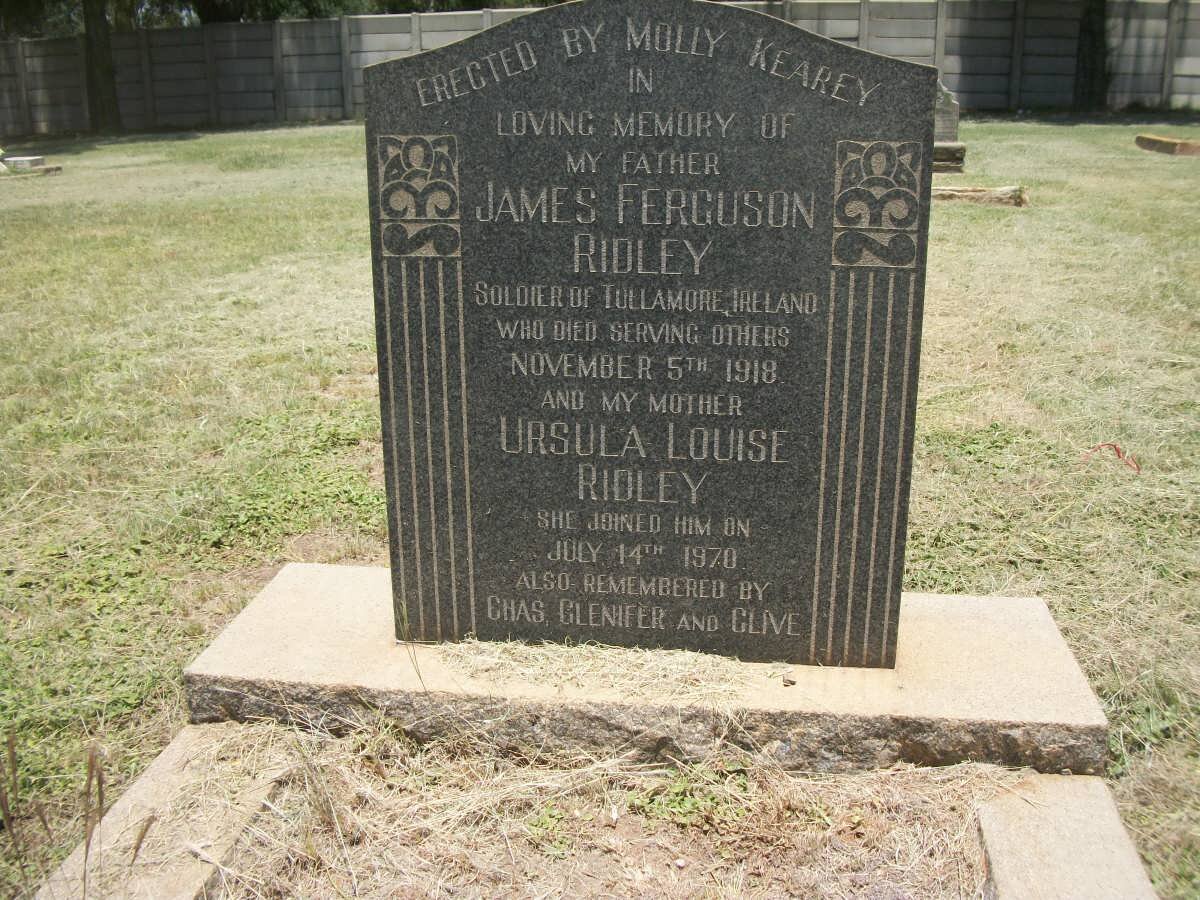 ERECTED BY MOLLY KEAREY
IN
LOVING MEMORY OF
MY FATHER
JAMES FERGUSON
RIDLEY
SOLDIER OF TULLAMORE, IRELAND
WHO DIED SERVING OTHERS
NOVEMBER 5TH 1918
AND MY MOTHER
URSULA LOUISE
RIDLEY
SHE JOINED HIM ON
JULY 14TH 1970.
ALSO REMEMBERED BY
CHAS, GLENIFER AND CLIVE